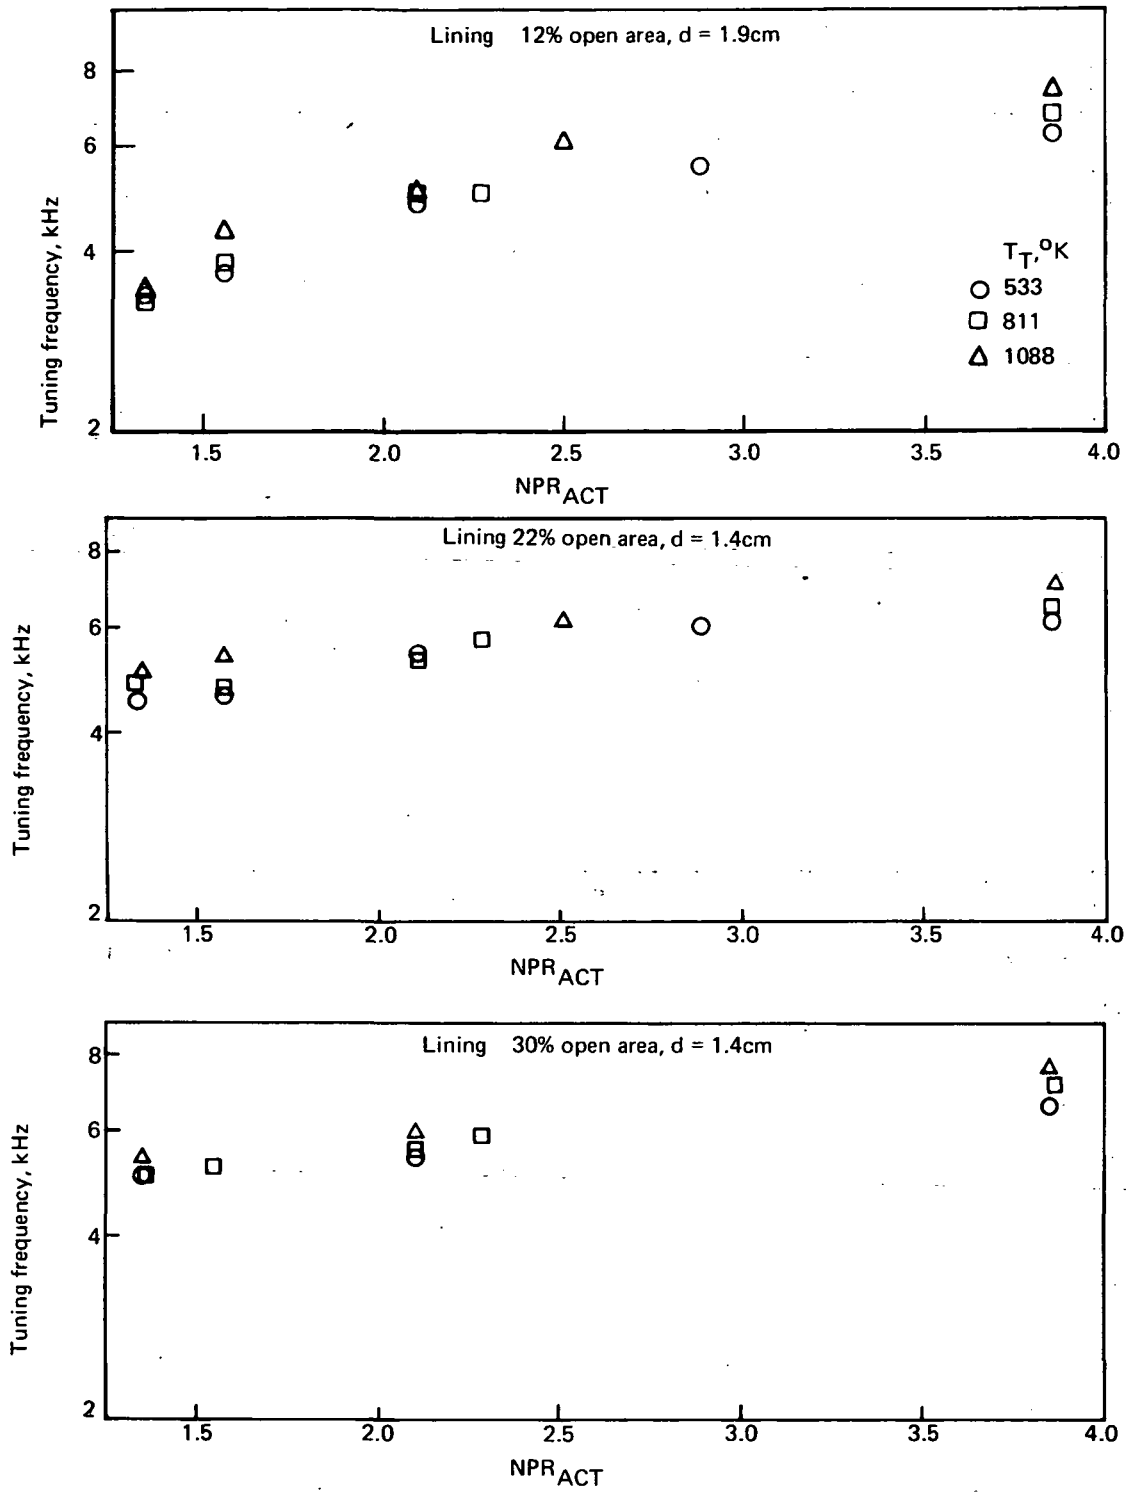 Lining 12% open area, d = 1.9cm
8
6
4
2
Tuning frequency, kHz
T_T, °K
533
811
1088
1.5 2.0 2.5 3.0 3.5 4.0
NPR_ACT
Lining 22% open area, d = 1.4cm
8
6
4
2
Tuning frequency, kHz
1.5 2.0 2.5 3.0 3.5 4.0
NPR_ACT
Lining 30% open area, d = 1.4cm
8
6
4
2
Tuning frequency, kHz
1.5 2.0 2.5 3.0 3.5 4.0
NPR_ACT